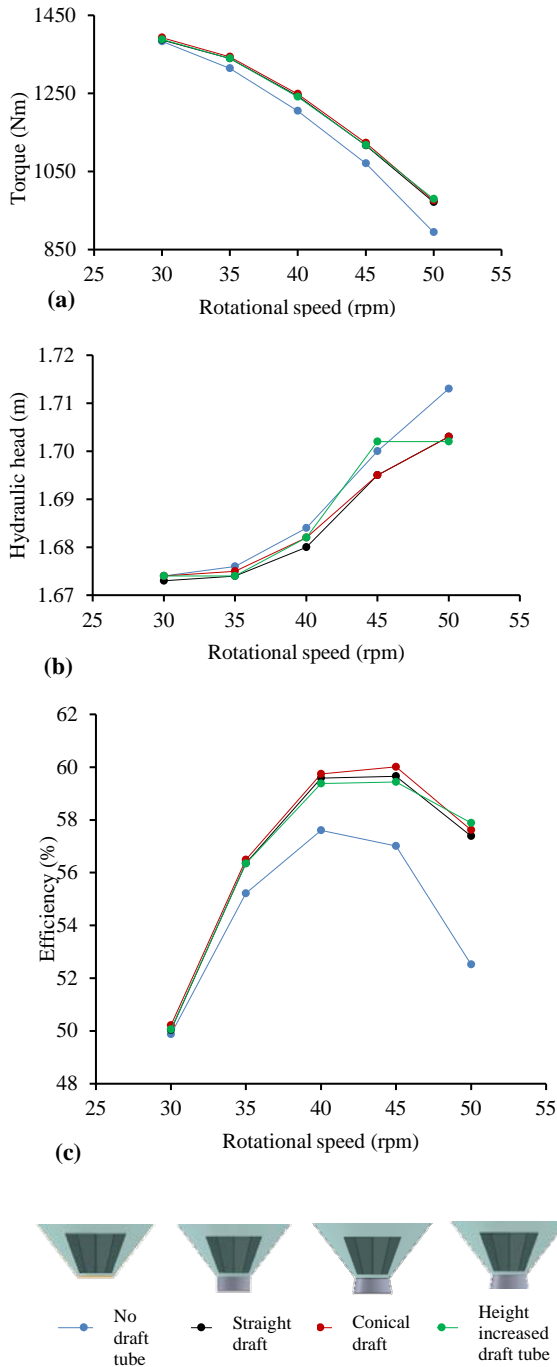 1450
1250
1050
850
Torque (Nm)
25 30 35 40 45 50 55
(a)
Rotational speed (rpm)
1.72
1.71
1.70
1.69
1.68
1.67
Hydraulic head (m)
25 30 35 40 45 50 55
Rotational speed (rpm)
(b)
62
60
58
56
54
52
50
48
Efficiency (%)
25 30 35 40 45 50 55
Rotational speed (rpm)
(c)
No
draft
tube
Straight
draft
Conical
draft
Height
increased
draft tube